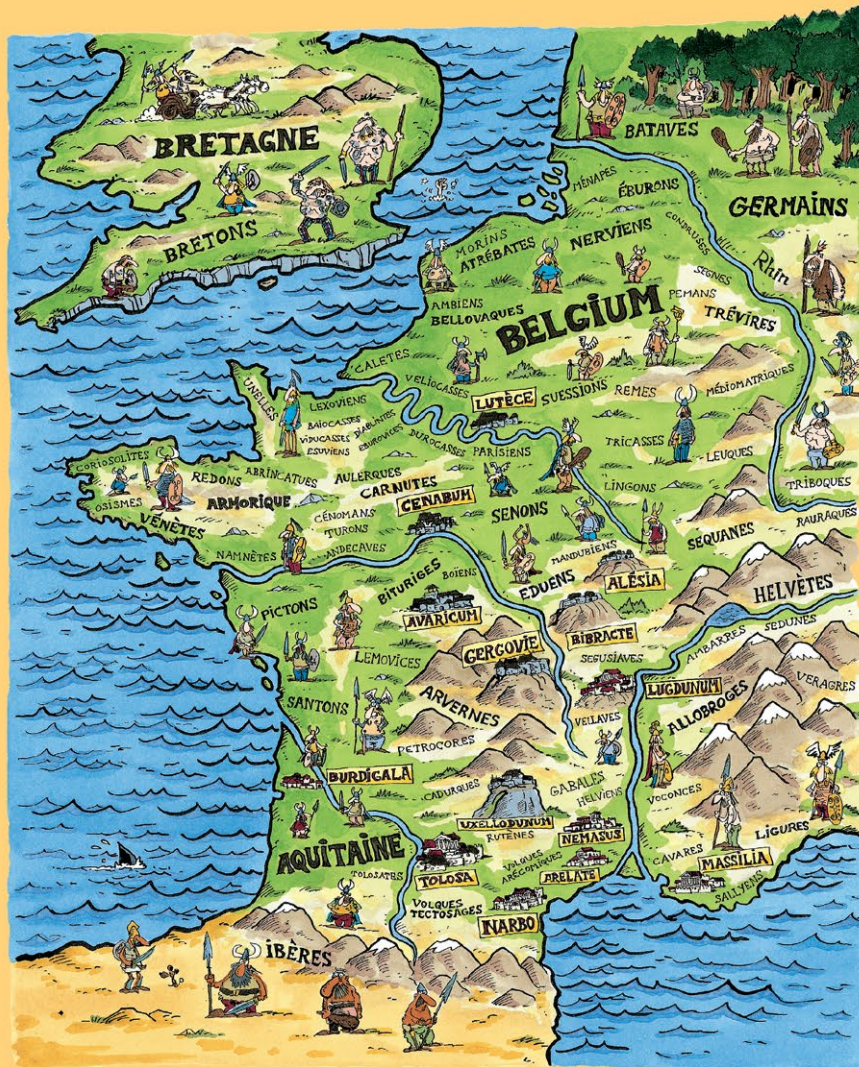 BRETAGNE
BRETONS
BATAVES
GERMAINS
MÉNAPES
ÉBURONS
CONDRUSES
MORINS
ATRÉBATES
NERVIENS
Rhin
SEGNES
PEMANS
TRÉVIRES
AMBIENS
BELLOVAQUES
BELGIUM
CALETES
VELIOCASSES
LUTÈCE
SUESSIONS
REMES
MÉDIOMATRIQUES
UNELLES
LEXOVIENS
BAIOCASSES
VIDUCASSES
DIABLINTES
ESUVIENS
EBUROVIENS
DUROCASSES
PARISIENS
TRICASSES
LEUQUES
CORIOSOLITES
OSISMES
REDONS
ABRINCATUES
ARMORIQUE
VÉNÈTES
AULERQUES
CARNUTES
CENABUM
CÉNOMANS
TURONS
ANDECAVES
NAMNÈTES
SENONS
LINGONS
TRIBOQUES
RAURAQUES
SEQUANES
MANDUBIENS
ALÉSIA
EDUENS
BIBRACTE
HELVÈTES
PICTONS
BITURIGES
BOÏENS
AVARICUM
GERGOVIE
SEGUSIAVES
AMBARRES
SEDUNES
LEMOVICES
LUGDUNUM
VERAGRES
ALLOBROGES
SANTONS
ARVERNES
VELLAVES
PETROCORES
BURDIGALA
CADURQUES
GABALES
HELVIENS
VOCONCES
UXELLODUNUM
RUTÈNES
NEMASUS
LIGURES
CAVARES
AQUITAINE
TOLOSATES
TOLOSA
VOLQUES
ARÉCOMIQUES
ARELATE
MASSILIA
SALLYENS
VOLQUES
TECTOSAGES
NARBO
IBÈRES